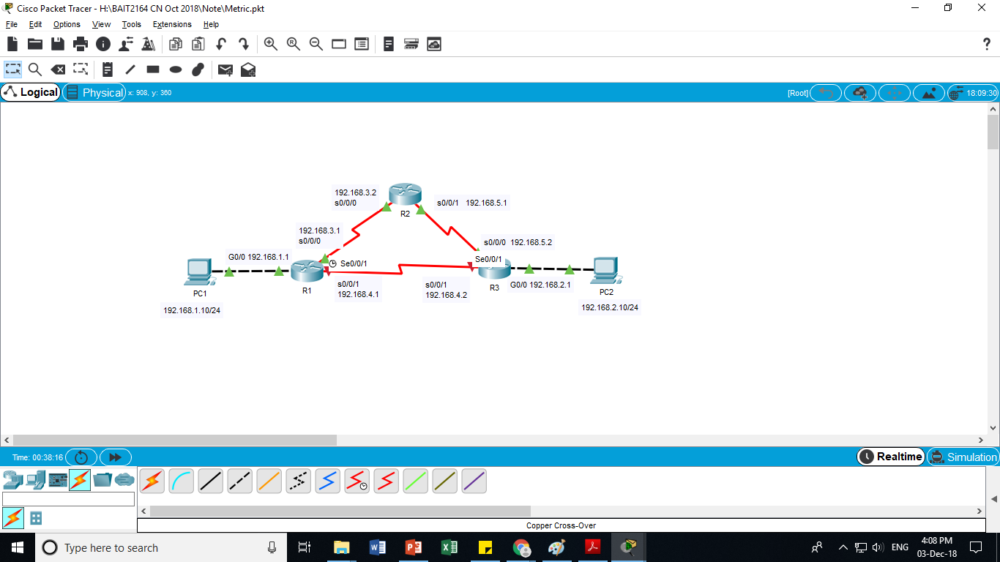 Cisco Packet Tracer - H:\BAIT2164 CN Oct 2018\Note\Metric.pkt
File Edit Options View Tools Extensions Help
R
?
Logical Physical x: 908, y: 360 [Root] 18:09:30
192.168.3.2
s0/0/0
s0/0/1 192.168.5.1
R2
192.168.3.1
s0/0/0
s0/0/0 192.168.5.2
G0/0 192.168.1.1
Se0/0/1
Se0/0/1
s0/0/1
192.168.4.1
s0/0/1
192.168.4.2
G0/0 192.168.2.1
R1
R3
PC1
PC2
192.168.1.10/24
192.168.2.10/24
Time: 00:38:16 Realtime Simulation
Copper Cross-Over
Type here to search
ENG
4:08 PM
03-Dec-18